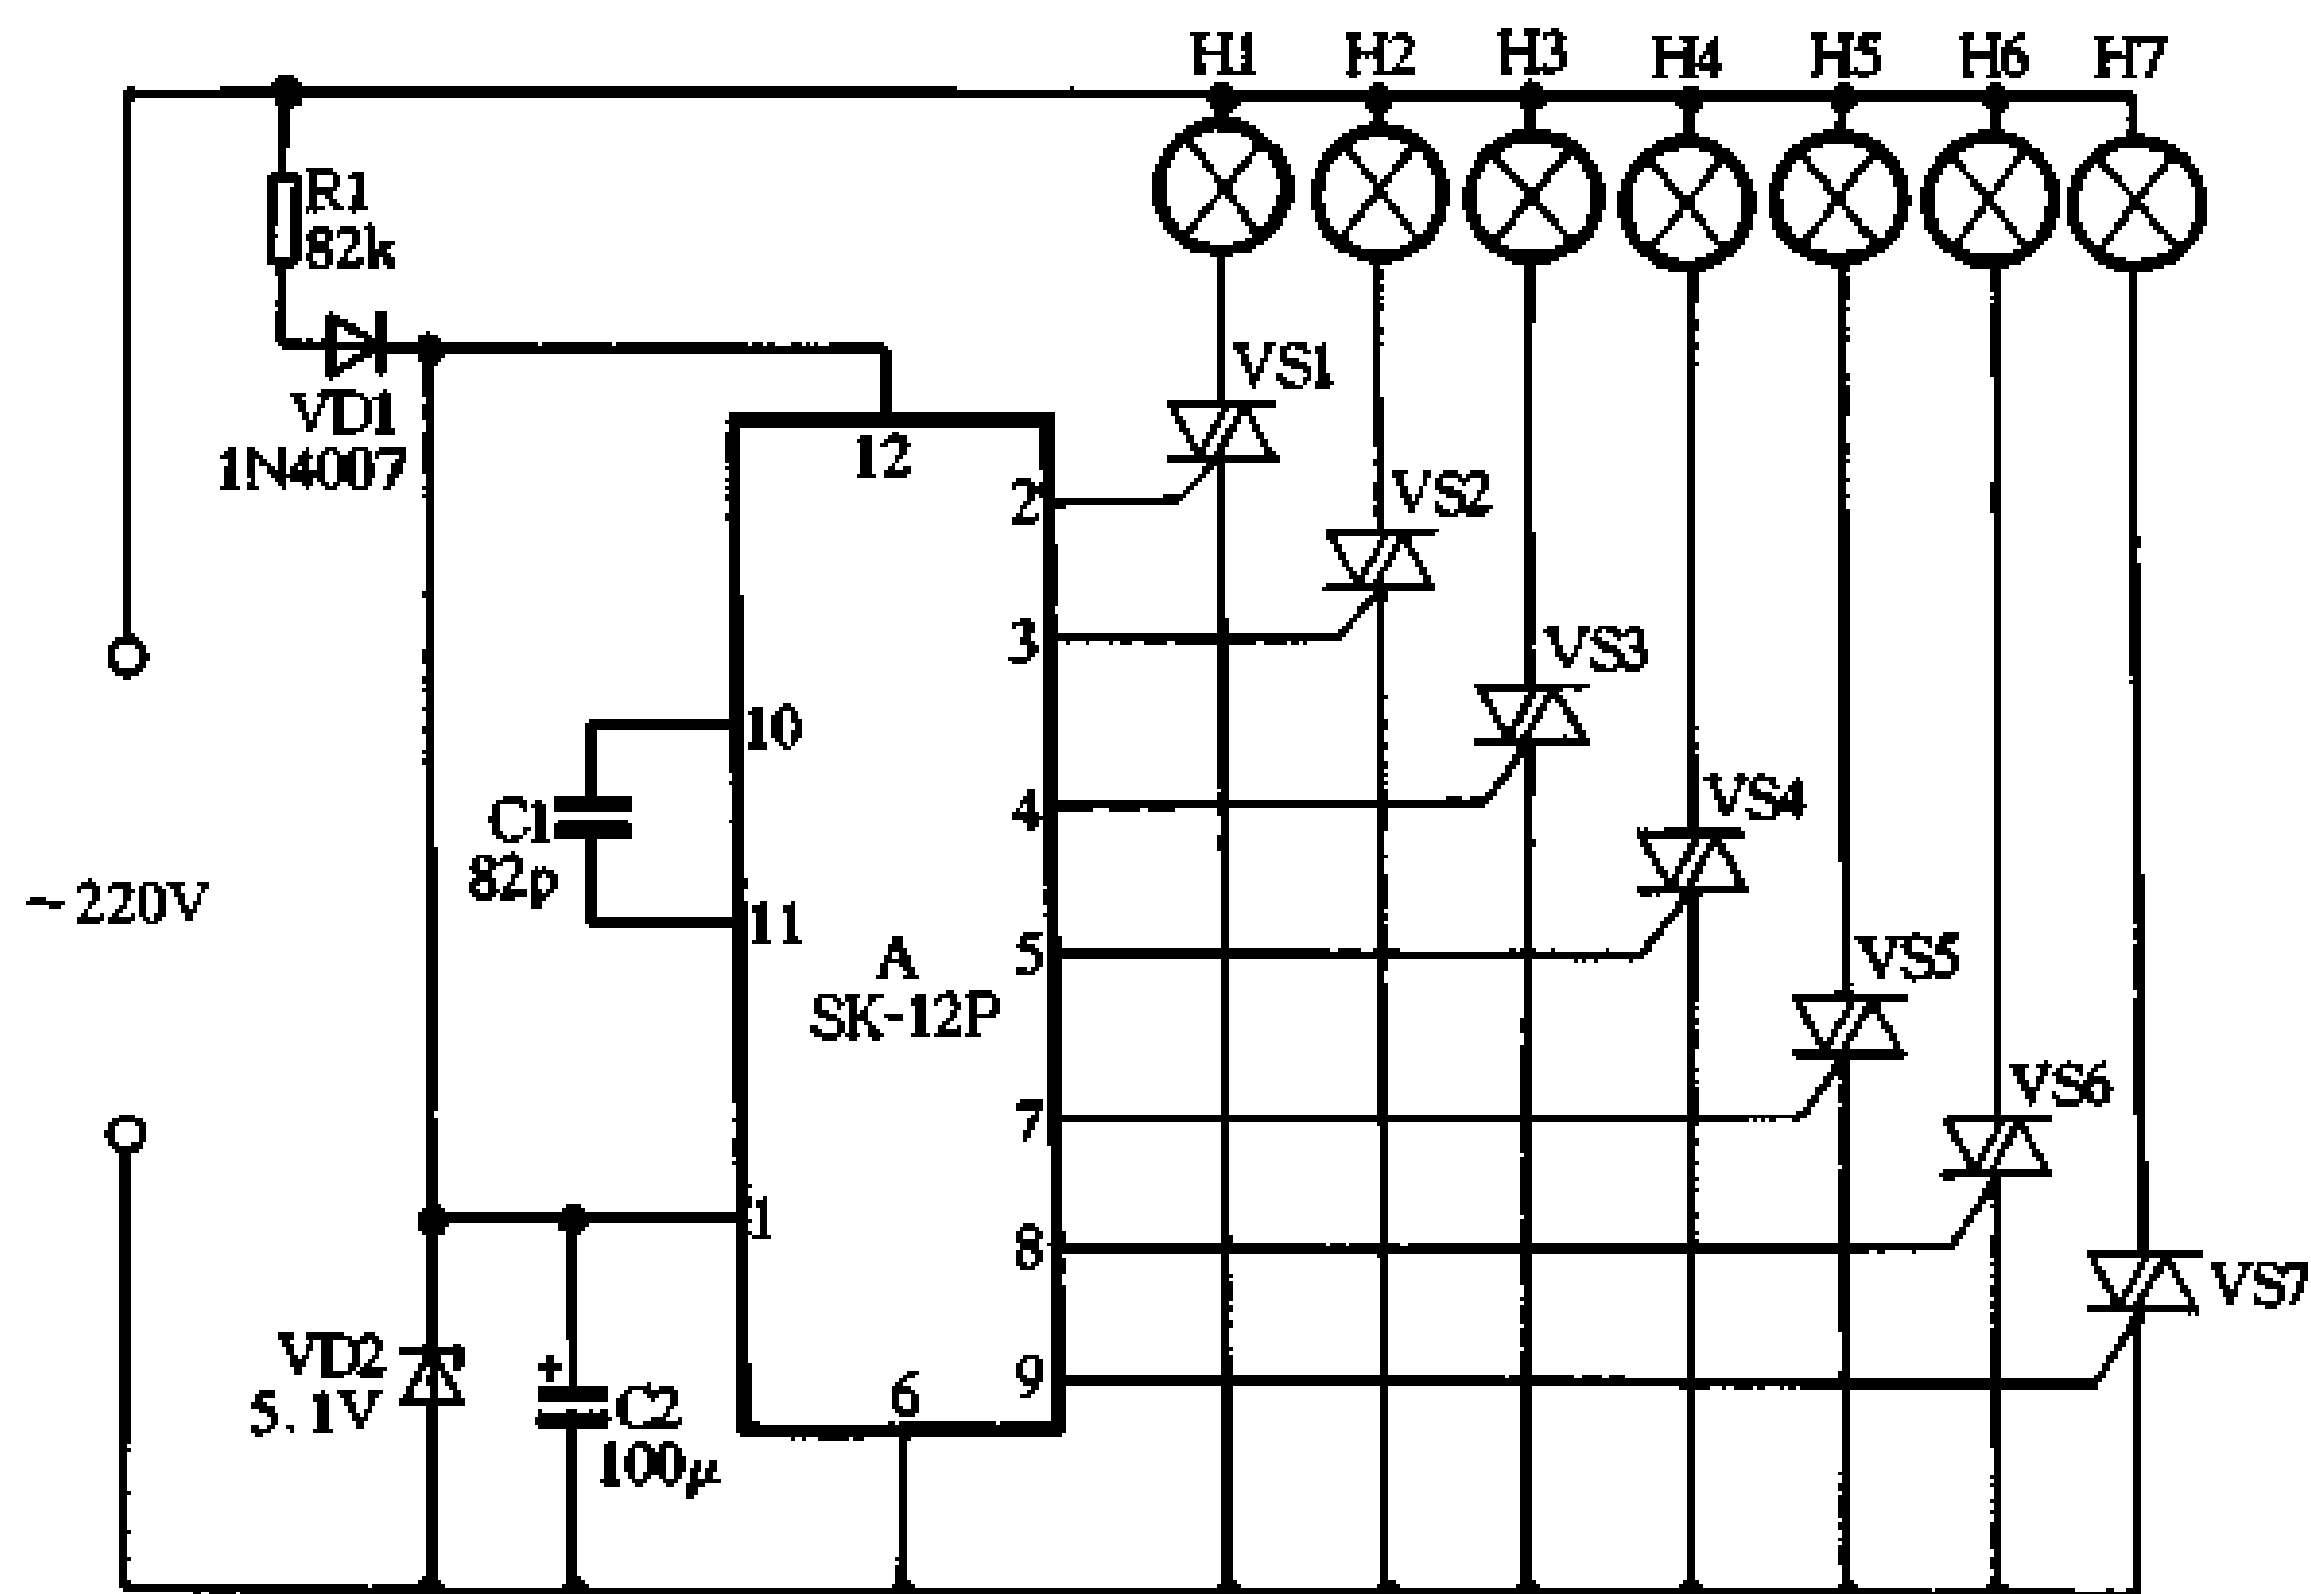 H1 H2 H3 H4 H5 H6 H7
R1
82k
VD1
1N4007
12
VS1
2
VS2
3
VS3
10
4
VS4
C1
82p
11
5
VS5
~220V
A
SK-12P
7
VS6
1
8
VS7
VD2
5.1V
+
C2
100μ
6
9